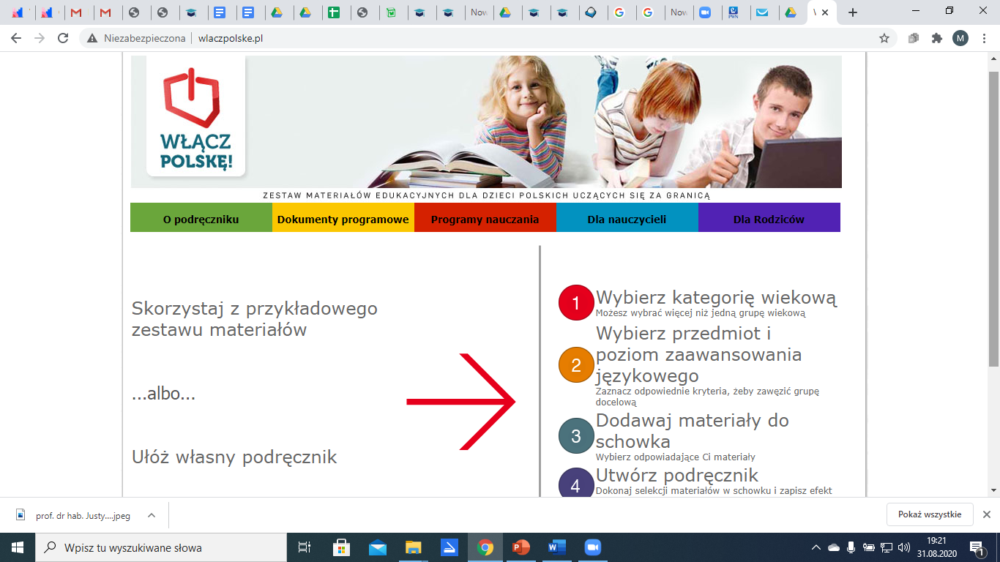 Now
Now
PWN
Niezabezpieczona
wlaczpolske.pl
M
WŁĄCZ
POLSKĘ!
ZESTAW MATERIAŁÓW EDUKACYJNYCH DLA DZIECI POLSKICH UCZĄCYCH SIĘ ZA GRANICĄ
O podręczniku
Dokumenty programowe
Programy nauczania
Dla nauczycieli
Dla Rodziców
Skorzystaj z przykładowego
zestawu materiałów
...albo...
Ułóż własny podręcznik
1
Wybierz kategorię wiekową
Możesz wybrać więcej niż jedną grupę wiekową
2
Wybierz przedmiot i
poziom zaawansowania
językowego
Zaznacz odpowiednie kryteria, żeby zawęzić grupę
docelową
3
Dodawaj materiały do
schowka
Wybierz odpowiadające Ci materiały
4
Utwórz podręcznik
Dokonaj selekcji materiałów w schowku i zapisz efekt
prof. dr hab. Justy....jpeg
Pokaż wszystkie
Wpisz tu wyszukiwane słowa
19:21
31.08.2020
1